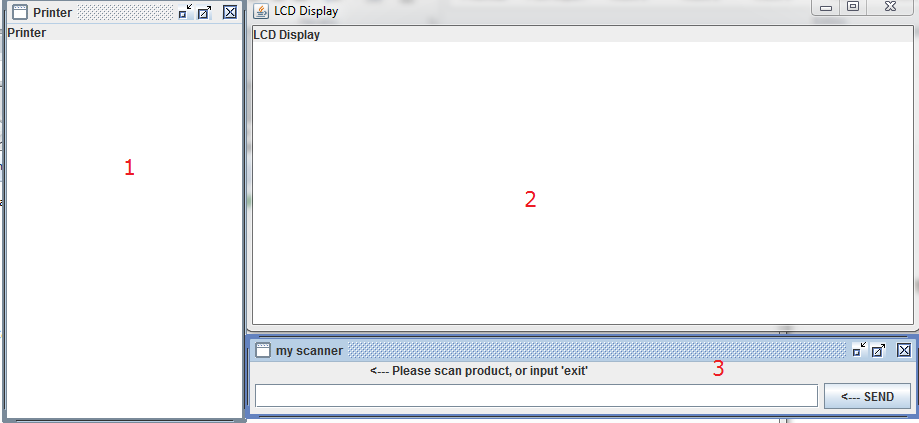 Printer
Printer
1
LCD Display
LCD Display
2
my scanner
3
<--- Please scan product, or input 'exit'
<--- SEND